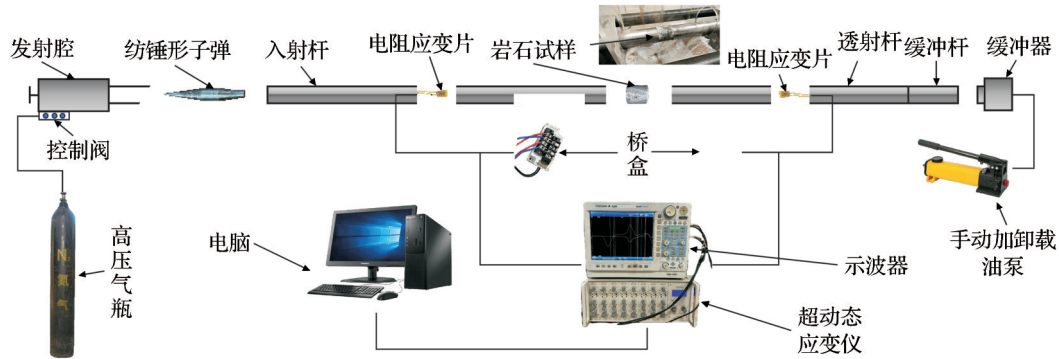 发射腔
纺锤形子弹
入射杆
电阻应变片
岩石试样
电阻应变片
透射杆
缓冲杆
缓冲器
控制阀
桥
盒
高
压
气
瓶
N₂
氮
气
电脑
示波器
手动加卸载
油泵
超动态
应变仪